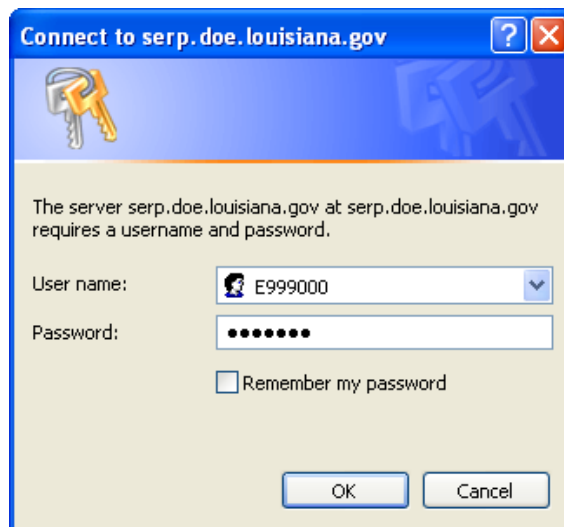 Connect to serp.doe.louisiana.gov
The server serp.doe.louisiana.gov at serp.doe.louisiana.gov
requires a username and password.
User name: E999000
Password: •••••••
Remember my password
OK Cancel